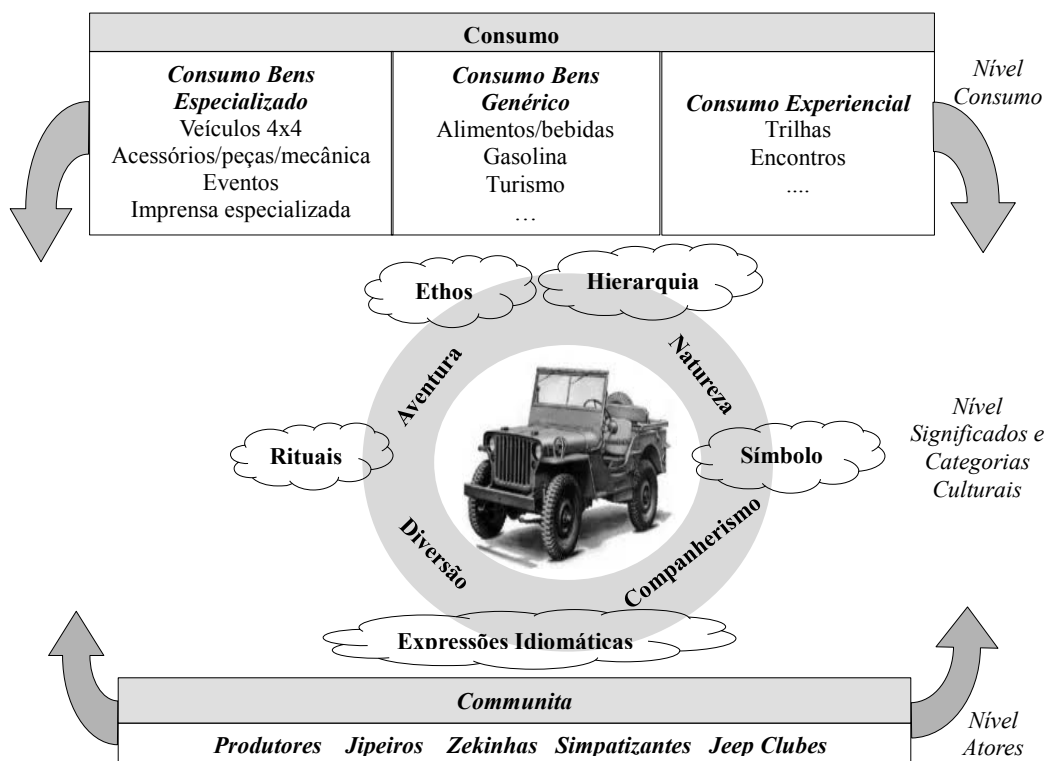 Consumo
Consumo Bens
Especializado
Veículos 4x4
Acessórios/peças/mecânica
Eventos
Imprensa especializada
Consumo Bens
Genérico
Alimentos/bebidas
Gasolina
Turismo
…
Consumo Experiencial
Trilhas
Encontros
....
Nível
Consumo
Ethos
Hierarquia
Aventura
Natureza
Rituais
Símbolo
Nível
Significados e
Categorias
Culturais
Diversão
Companherismo
Expressões Idiomáticas
Communita
Produtores Jipeiros Zekinhas Simpatizantes Jeep Clubes
Nível
Atores